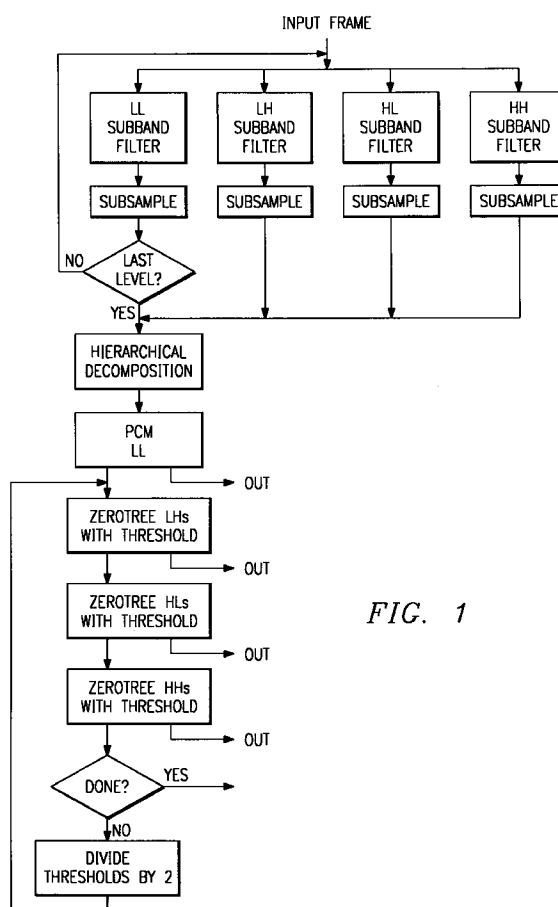 INPUT FRAME
LL
SUBBAND
FILTER
LH
SUBBAND
FILTER
HL
SUBBAND
FILTER
HH
SUBBAND
FILTER
SUBSAMPLE
SUBSAMPLE
SUBSAMPLE
SUBSAMPLE
NO
LAST
LEVEL?
YES
HIERARCHICAL
DECOMPOSITION
PCM
LL
OUT
ZEROTREE LHs
WITH THRESHOLD
OUT
ZEROTREE HLs
WITH THRESHOLD
OUT
FIG. 1
ZEROTREE HHs
WITH THRESHOLD
OUT
DONE?
YES
NO
DIVIDE
THRESHOLDS BY 2